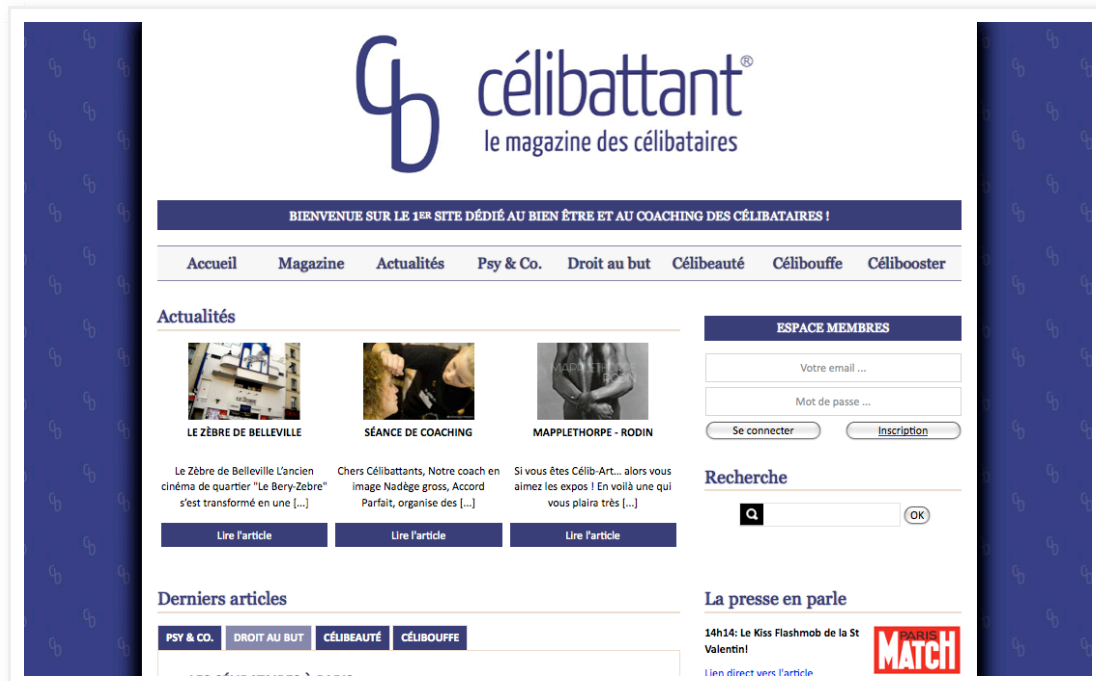 célibattant®
le magazine des célibataires
BIENVENUE SUR LE 1ER SITE DÉDIÉ AU BIEN ÊTRE ET AU COACHING DES CÉLIBATAIRES !
Accueil Magazine Actualités Psy & Co. Droit au but Célibeauté Célibouffe Célibooster
Actualités
LE ZÈBRE DE BELLEVILLE
Le Zèbre de Belleville L'ancien
cinéma de quartier "Le Bery-Zebre"
s'est transformé en une [...]
Lire l'article
MAPPLETHORPE
SÉANCE DE COACHING
Chers Célibattants, Notre coach en
image Nadège gross, Accord
Parfait, organise des [...]
Lire l'article
MAPPLETHORPE - RODIN
Si vous êtes Célib-Art... alors vous
aimez les expos ! En voilà une qui
vous plaira très [...]
Lire l'article
ESPACE MEMBRES
Votre email ...
Mot de passe ...
Se connecter Inscription
Recherche
OK
Derniers articles
PSY & CO. DROIT AU BUT CÉLIBEAUTÉ CÉLIBOUFFE
La presse en parle
14h14: Le Kiss Flashmob de la St
Valentin!
Lien direct vers l'article
PARIS
MATCH